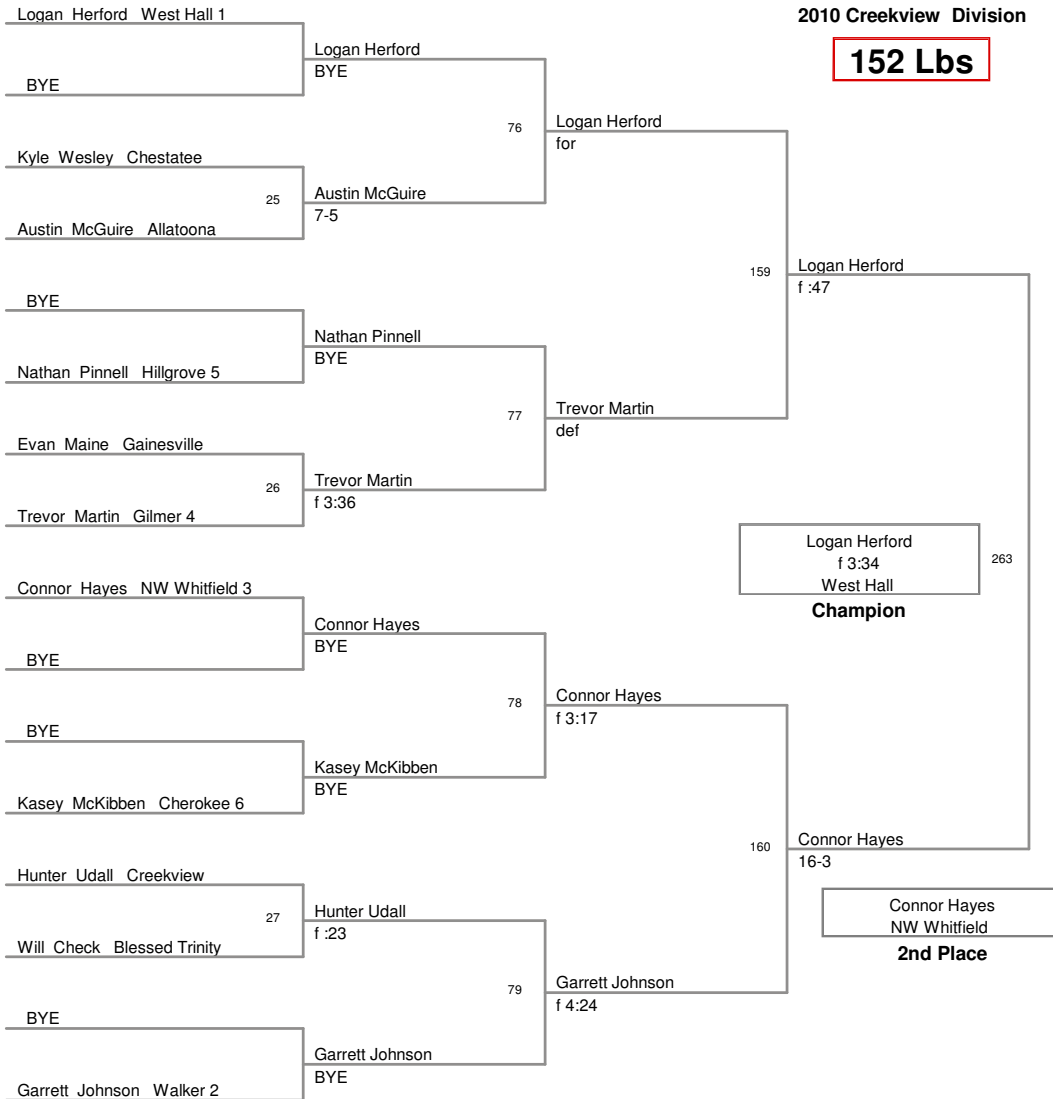 2010 Creekview Division
152 Lbs
Logan Herford West Hall 1
BYE
Logan Herford
BYE
Kyle Wesley Chestatee
Austin McGuire Allatoona
25
Austin McGuire
7-5
76
Logan Herford
for
BYE
Nathan Pinnell Hillgrove 5
Nathan Pinnell
BYE
Evan Maine Gainesville
Trevor Martin Gilmer 4
26
Trevor Martin
f 3:36
77
Trevor Martin
def
159
Logan Herford
f :47
Connor Hayes NW Whitfield 3
BYE
Connor Hayes
BYE
BYE
Kasey McKibben Cherokee 6
Kasey McKibben
BYE
78
Connor Hayes
f 3:17
Hunter Udall Creekview
Will Check Blessed Trinity
27
Hunter Udall
f :23
BYE
Garrett Johnson Walker 2
Garrett Johnson
BYE
79
Garrett Johnson
f 4:24
160
Connor Hayes
16-3
263
Logan Herford
f 3:34
West Hall
Champion
Connor Hayes
NW Whitfield
2nd Place